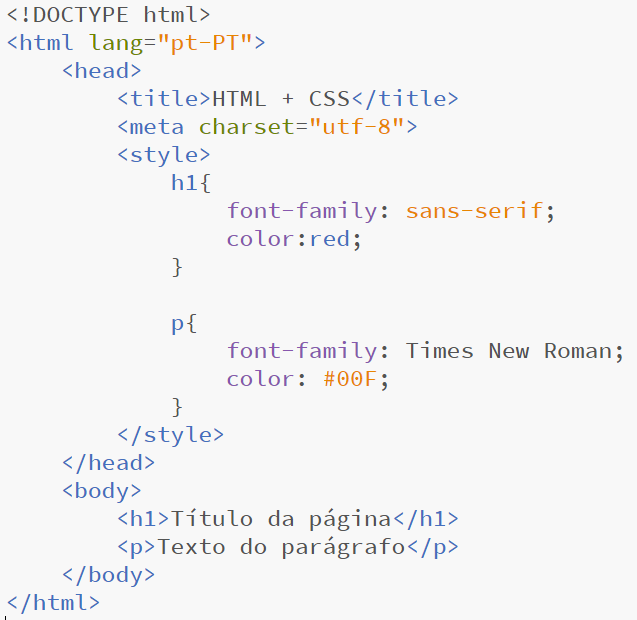 <!DOCTYPE html>
<html lang="pt-PT">
    <head>
        <title>HTML + CSS</title>
        <meta charset="utf-8">
        <style>
            h1{
                font-family: sans-serif;
                color:red;
            }

            p{
                font-family: Times New Roman;
                color: #00F;
            }
        </style>
    </head>
    <body>
        <h1>Título da página</h1>
        <p>Texto do parágrafo</p>
    </body>
</html>